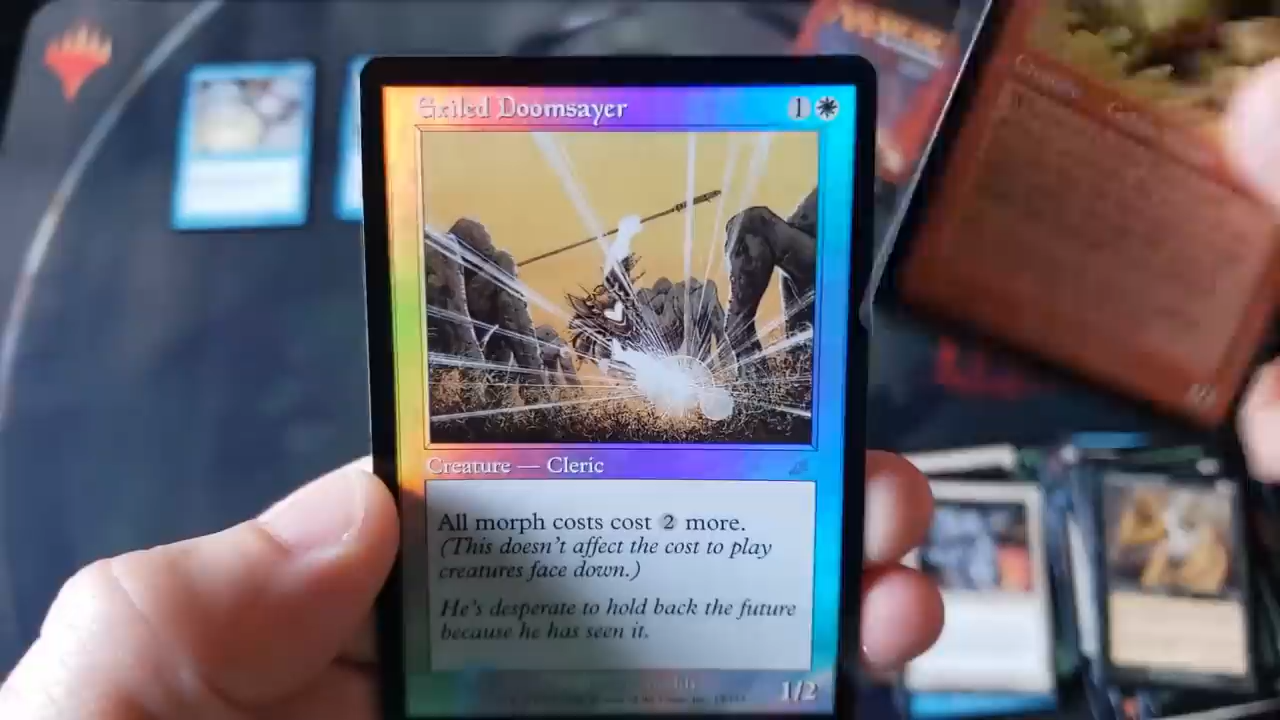 Exiled Doomsayer 1
Creature — Cleric
All morph costs cost 2 more.
(This doesn't affect the cost to play
creatures face down.)
He's desperate to hold back the future
because he has seen it.
1/2